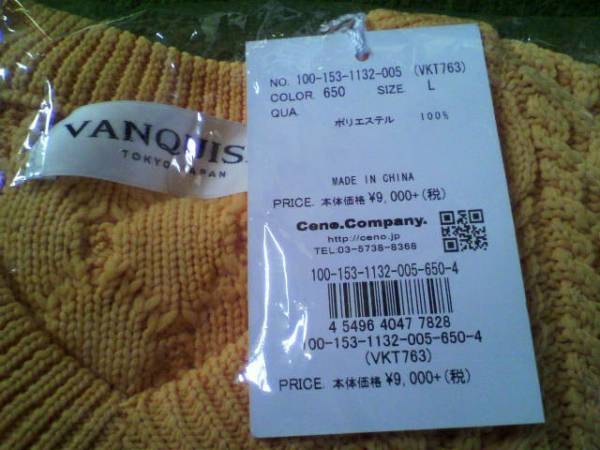 VANQUIS
TOKYO JAPAN
NO. 100-153-1132-005 (VKT763)
COLOR. 650 SIZE. L
QUA.
ポリエステル 100%
MADE IN CHINA
PRICE. 本体価格 ¥9,000+(税)
Ceno.Company.
http://ceno.jp
TEL:03-5738-8368
100-153-1132-005-650-4
4 5496 4047 7828
100-153-1132-005-650-4
(VKT763)
PRICE. 本体価格 ¥9,000+(税)